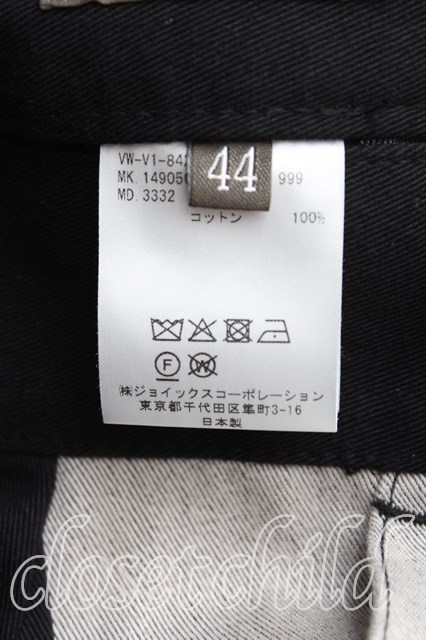 VW-V1-84
44
MK. 14905
999
MD. 3332
コットン 100%
F
W
㈱ジョイックスコーポレーション
東京都千代田区隼町3-16
日本製
closetchild